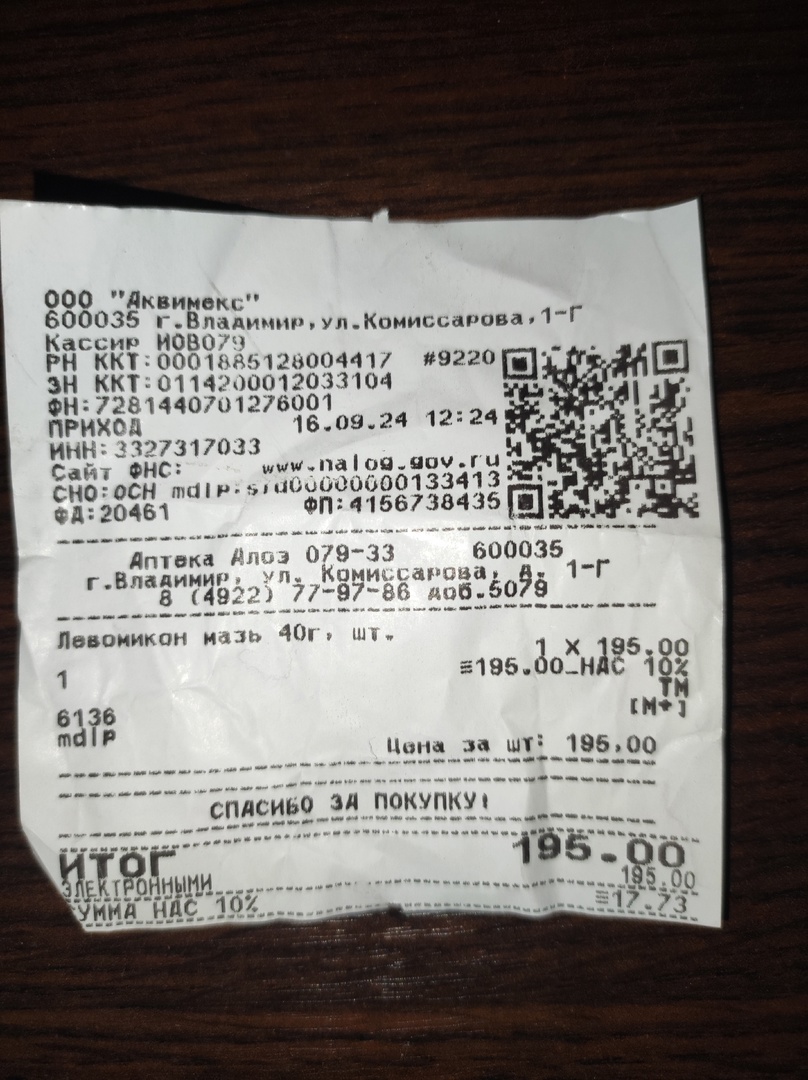 ООО "Аквимекс"
600035 г.Владимир,ул.Комиссарова,1-Г
Кассир ИОВ079
РН ККТ:0001885128004417 #9220
ЗН ККТ:0114200012033104
ФН:7281440701276001
ПРИХОД 16.09.24 12:24
ИНН:3327317033
Сайт ФНС: www.nalog.gov.ru
СНО:ОСН mdlp:s/d00000000133413
ФД:20461 ФП:4156738435
Аптека Алоэ 079-33 600035
г.Владимир, ул. Комиссарова, д. 1-Г
8 (4922) 77-97-86 доб.5079
Левомикон мазь 40г, шт.
1 X 195.00
1 ≡195.00_НДС 10%
ТМ
[М+]
6136
mdlp
Цена за шт: 195,00
СПАСИБО ЗА ПОКУПКУ!
ИТОГ 195.00
ЭЛЕКТРОННЫМИ 195.00
СУММА НДС 10% ≡17.73